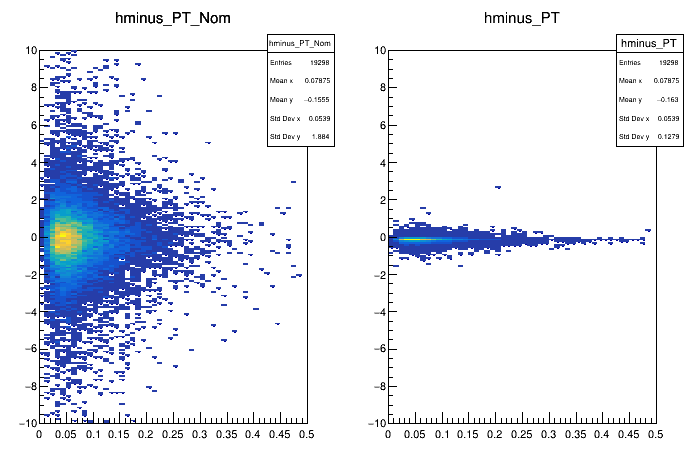 hminus_PT_Nom
hminus_PT_Nom
Entries 19298
Mean x 0.07875
Mean y −0.1555
Std Dev x 0.0539
Std Dev y 1.884
10
8
6
4
2
0
−2
−4
−6
−8
−10
0 0.05 0.1 0.15 0.2 0.25 0.3 0.35 0.4 0.45 0.5
hminus_PT
hminus_PT
Entries 19298
Mean x 0.07875
Mean y −0.163
Std Dev x 0.0539
Std Dev y 0.1279
10
8
6
4
2
0
−2
−4
−6
−8
−10
0 0.05 0.1 0.15 0.2 0.25 0.3 0.35 0.4 0.45 0.5